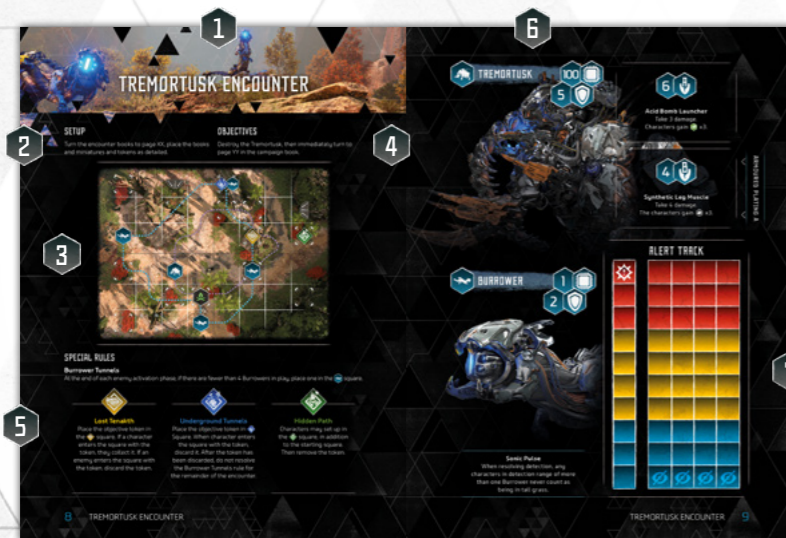 1
6
TREMORTUSK ENCOUNTER
2
SETUP
Turn the encounter books to page XX, place the books
and miniatures and tokens as detailed.
OBJECTIVES
Destroy the Tremortusk, then immediately turn to
page YY in the campaign book.
4
3
SPECIAL RULES
Burrower Tunnels
At the end of each enemy activation phase, if there are fewer than 4 Burrowers in play, place one in the square.
5
Lost Tenakth
Place the objective token in
the square. If a character
enters the square with the
token, they collect it. If an
enemy enters the square with
the token, discard the token.
Underground Tunnels
Place the objective token in
Square. When character enters
the square with the token,
discard it. After the token has
been discarded, do not resolve
the Burrower Tunnels rule for
the remainder of the encounter.
Hidden Path
Characters may set up in
the square, in addition
to the starting square.
Then remove the token.
8 TREMORTUSK ENCOUNTER
TREMORTUSK
100
5
6
Acid Bomb Launcher
Take 3 damage.
Characters gain x3.
4
Synthetic Leg Muscle
Take 4 damage.
The characters gain x3.
ARMOURED PLATING A
BURROWER
1
2
Sonic Pulze
When resolving detection, any
characters in detection range of more
than one Burrower never count as
being in tall grass.
ALERT TRACK
TREMORTUSK ENCOUNTER 9